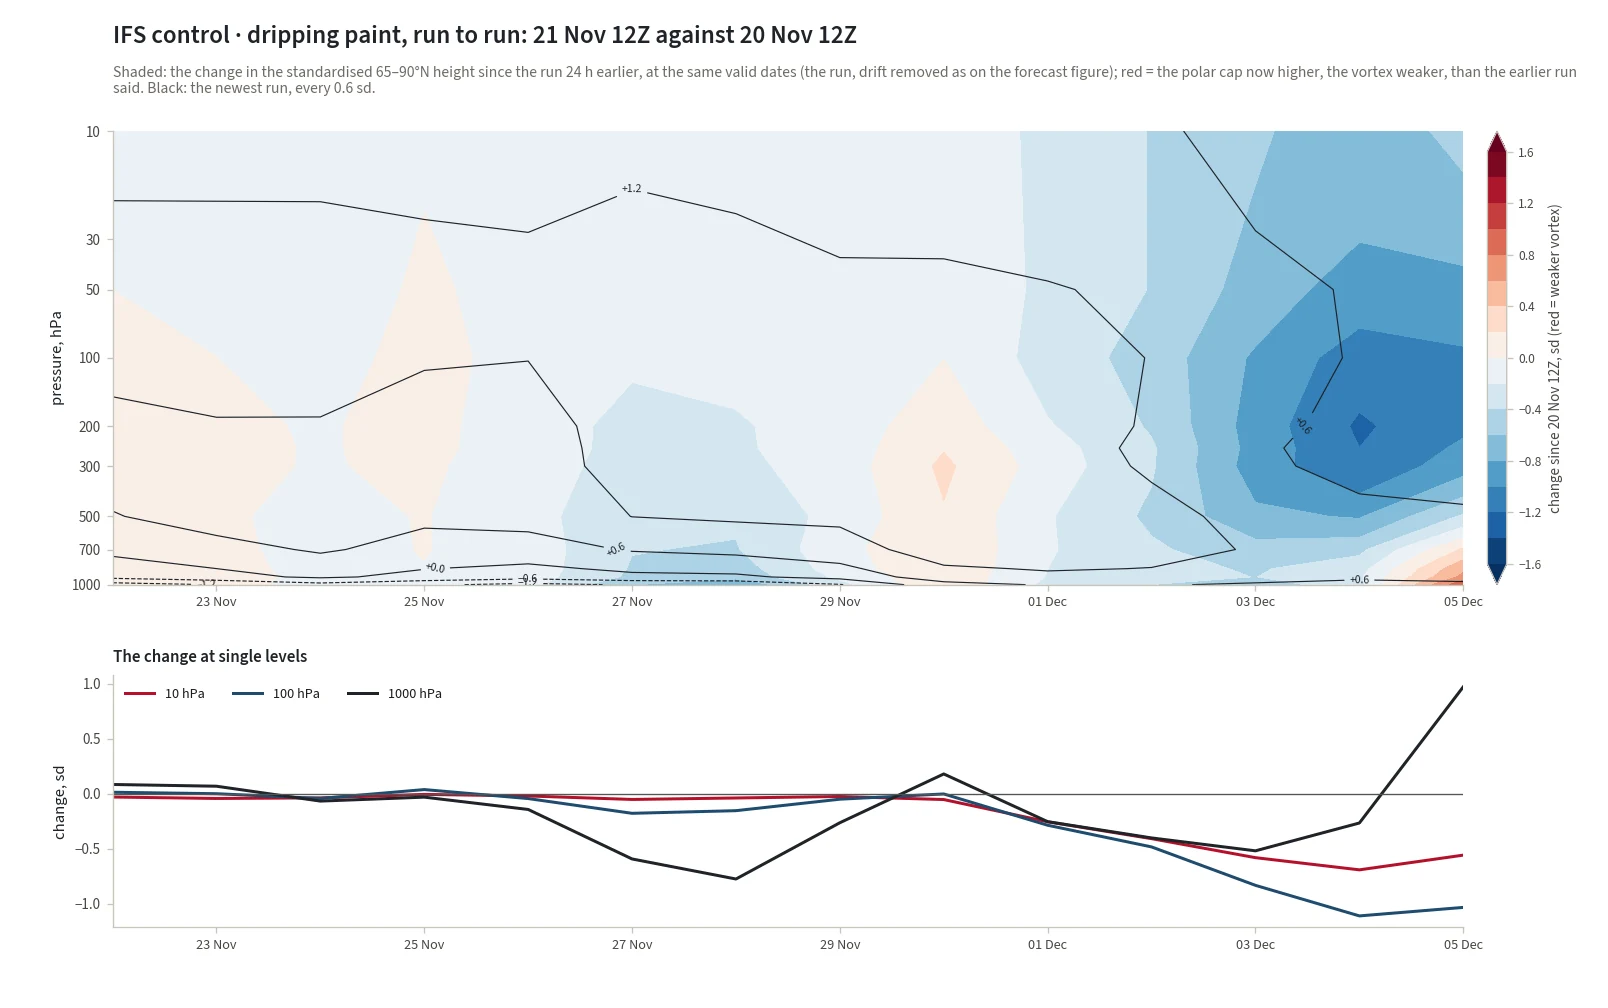 IFS control · dripping paint, run to run: 21 Nov 12Z against 20 Nov 12Z
Shaded: the change in the standardised 65–90°N height since the run 24 h earlier, at the same valid dates (the run, drift removed as on the forecast figure); red = the polar cap now higher, the vortex weaker, than the earlier run
said. Black: the newest run, every 0.6 sd.
pressure, hPa
10
30
50
100
200
300
500
700
1000
+1.2
+0.6
+0.0
−0.6
+0.6
+0.6
23 Nov
25 Nov
27 Nov
29 Nov
01 Dec
03 Dec
05 Dec
1.6
1.2
0.8
0.4
0.0
−0.4
−0.8
−1.2
−1.6
change since 20 Nov 12Z, sd (red = weaker vortex)
The change at single levels
10 hPa
100 hPa
1000 hPa
change, sd
1.0
0.5
0.0
−0.5
−1.0
23 Nov
25 Nov
27 Nov
29 Nov
01 Dec
03 Dec
05 Dec